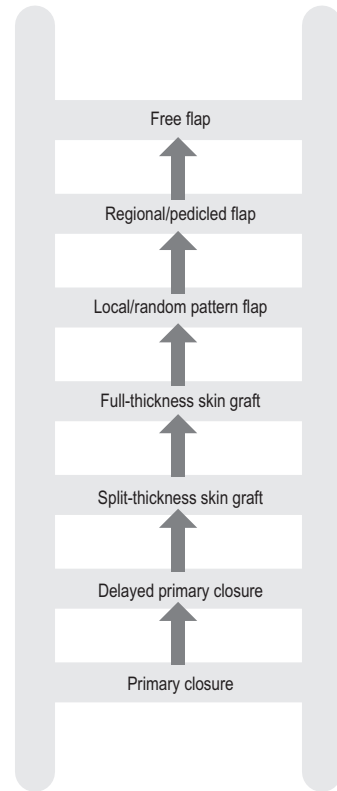 Free flap
Regional/pedicled flap
Local/random pattern flap
Full-thickness skin graft
Split-thickness skin graft
Delayed primary closure
Primary closure